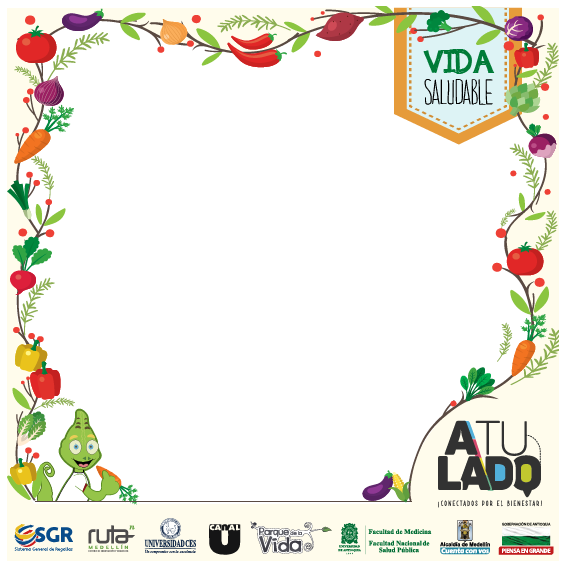 VIDA
SALUDABLE
ATU
LADO
¡CONECTADOS POR EL BIENESTAR!
SGR
Sistema General de Regalías
ruta
MEDELLÍN
UNIVERSIDAD CES
Un compromiso con la excelencia
CANAL
U
Parque de la
Vida
UNIVERSIDAD
DE ANTIOQUIA
Facultad de Medicina
Facultad Nacional de
Salud Pública
Alcaldía de Medellín
Cuenta con vos
GOBERNACIÓN DE ANTIOQUIA
PIENSA EN GRANDE